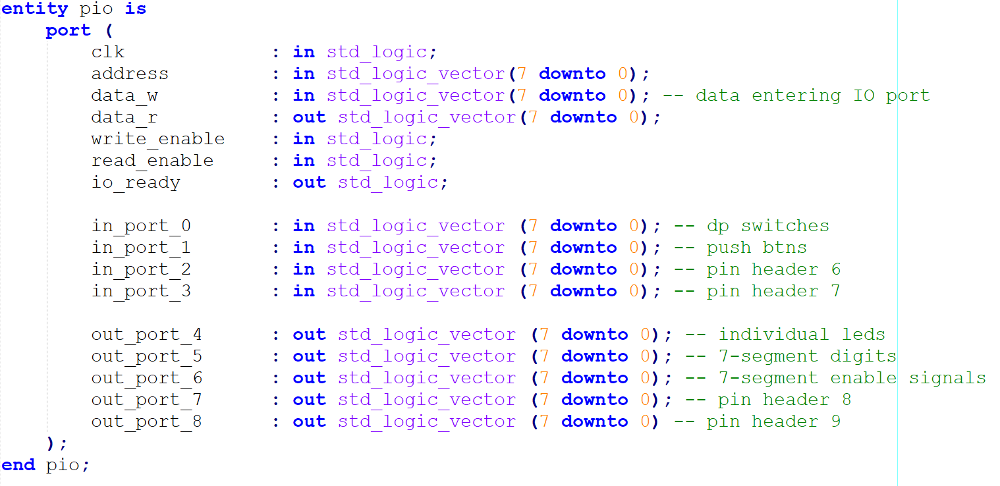 entity pio is
    port (
        clk             : in std_logic;
        address         : in std_logic_vector(7 downto 0);
        data_w          : in std_logic_vector(7 downto 0); -- data entering IO port
        data_r          : out std_logic_vector(7 downto 0);
        write_enable    : in std_logic;
        read_enable     : in std_logic;
        io_ready        : out std_logic;

        in_port_0       : in std_logic_vector (7 downto 0); -- dp switches
        in_port_1       : in std_logic_vector (7 downto 0); -- push btns
        in_port_2       : in std_logic_vector (7 downto 0); -- pin header 6
        in_port_3       : in std_logic_vector (7 downto 0); -- pin header 7

        out_port_4      : out std_logic_vector (7 downto 0); -- individual leds
        out_port_5      : out std_logic_vector (7 downto 0); -- 7-segment digits
        out_port_6      : out std_logic_vector (7 downto 0); -- 7-segment enable signals
        out_port_7      : out std_logic_vector (7 downto 0); -- pin header 8
        out_port_8      : out std_logic_vector (7 downto 0) -- pin header 9
    );
end pio;